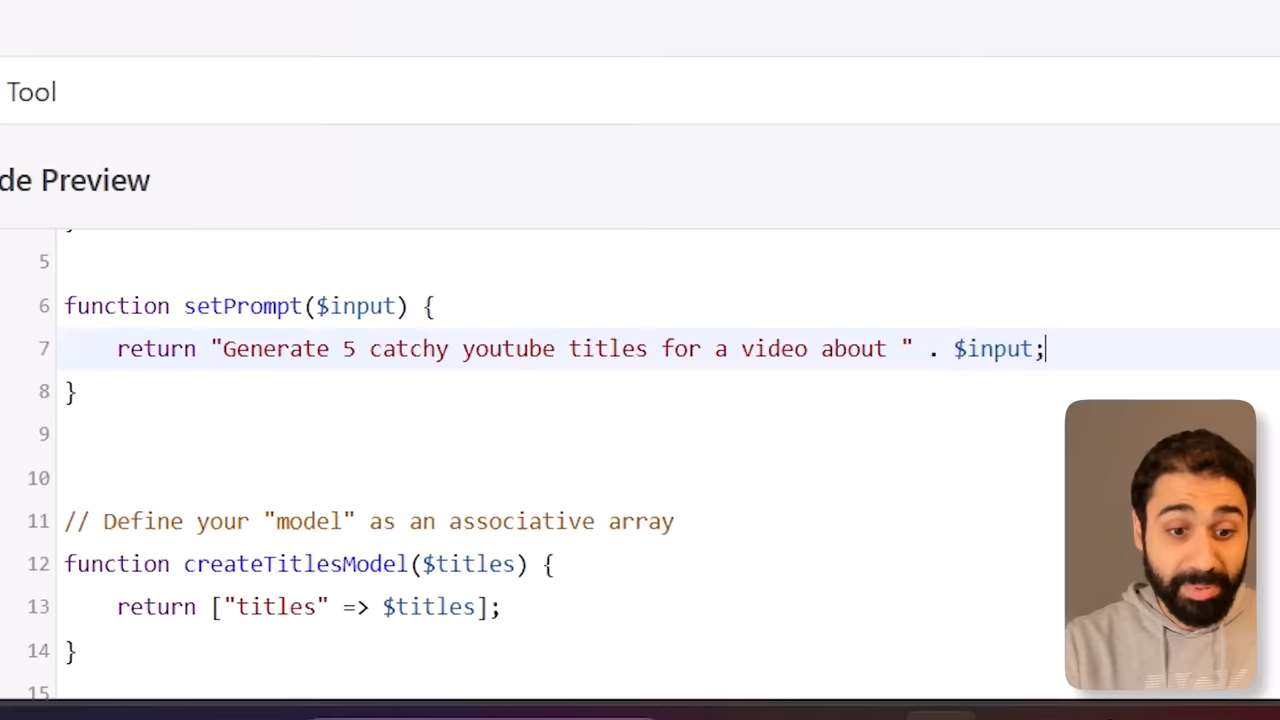 Tool
de Preview
5
6 function setPrompt($input) {
7 return "Generate 5 catchy youtube titles for a video about " . $input;
8 }
9
10
11 // Define your "model" as an associative array
12 function createTitlesModel($titles) {
13 return ["titles" => $titles];
14 }
15